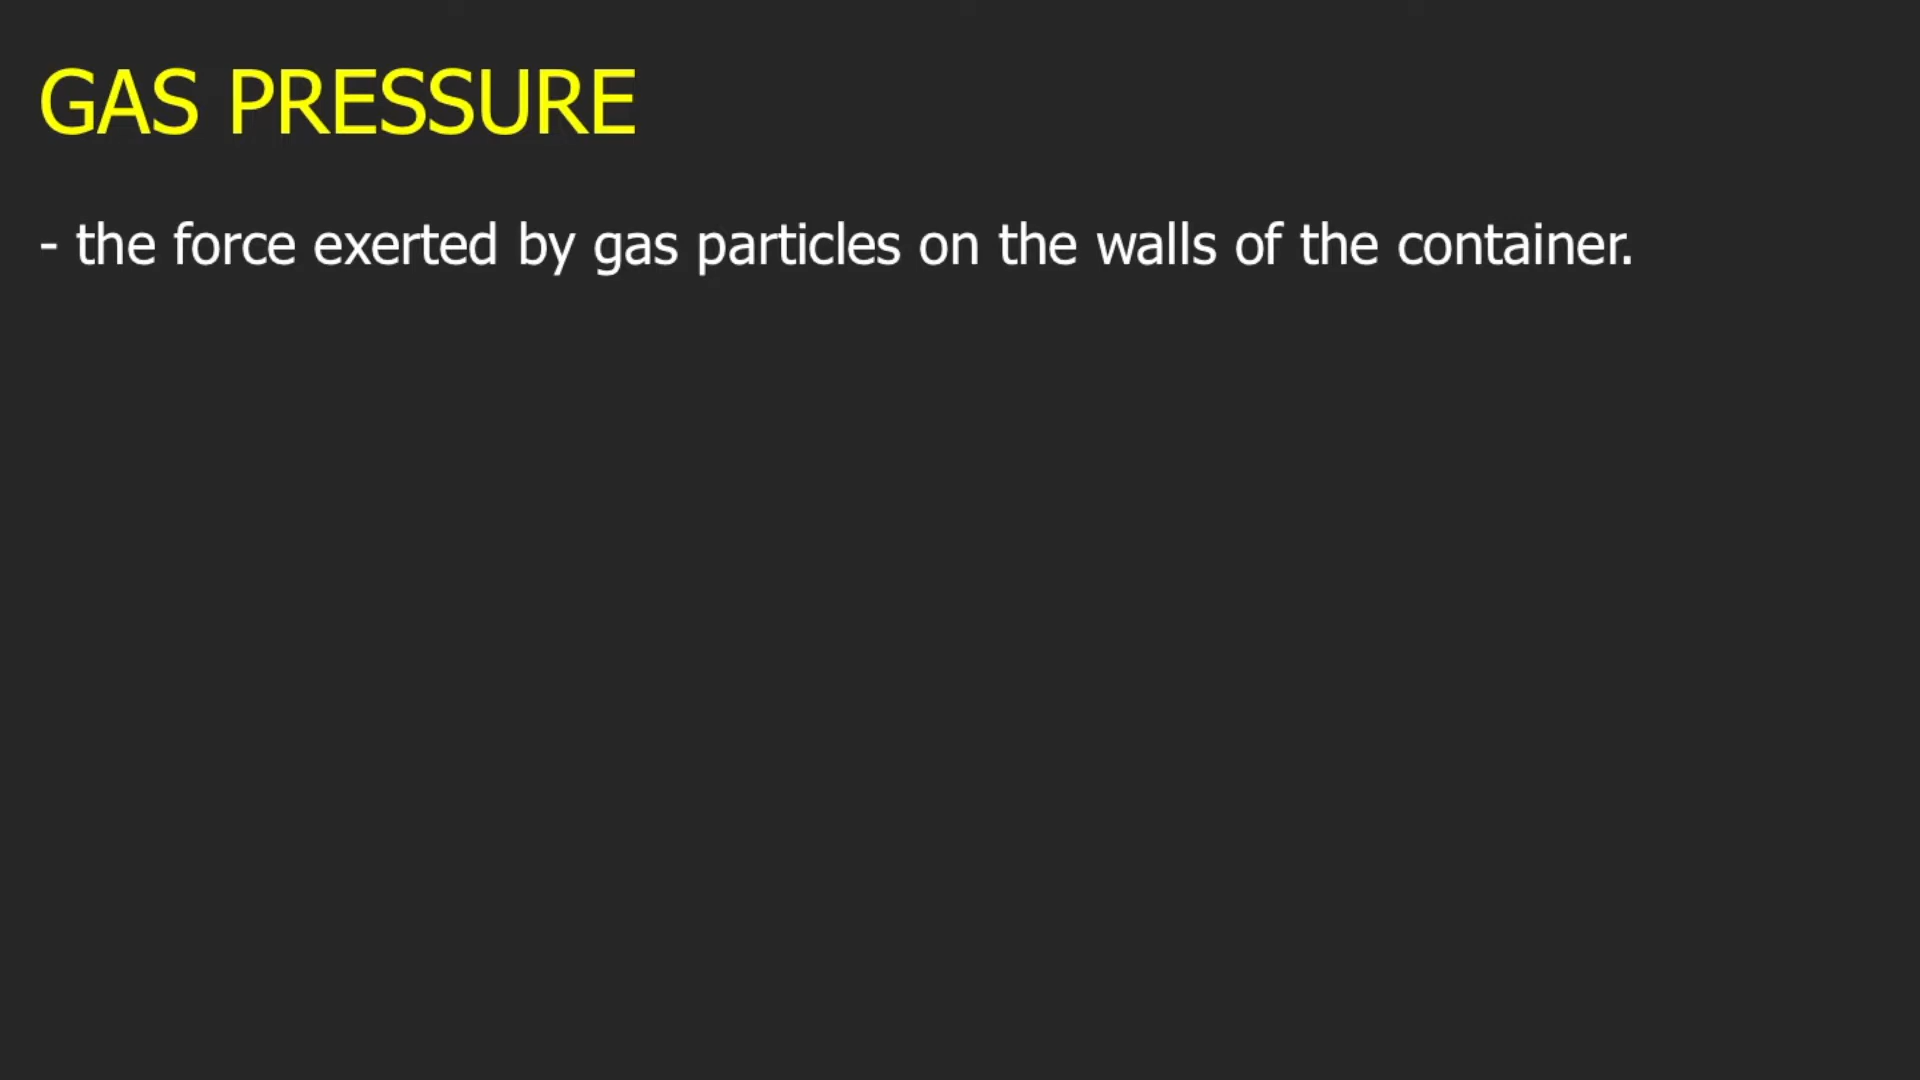 GAS PRESSURE
- the force exerted by gas particles on the walls of the container.